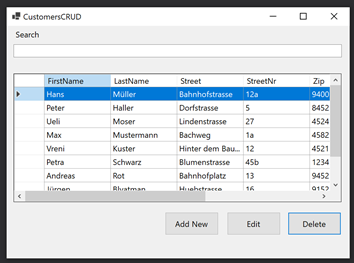 CustomersCRUD
Search
FirstName LastName Street StreetNr Zip
Hans Müller Bahnhofstrasse 12a 9400
Peter Haller Dorfstrasse 5 8452
Ueli Moser Lindenstrasse 27 4524
Max Mustermann Bachweg 1a 4582
Vreni Kuster Hinter dem Bau... 12 4521
Petra Schwarz Blumenstrasse 45b 1234
Andreas Rot Bahnhofplatz 13 9452
Jürgen 16 9152
Add New Edit Delete